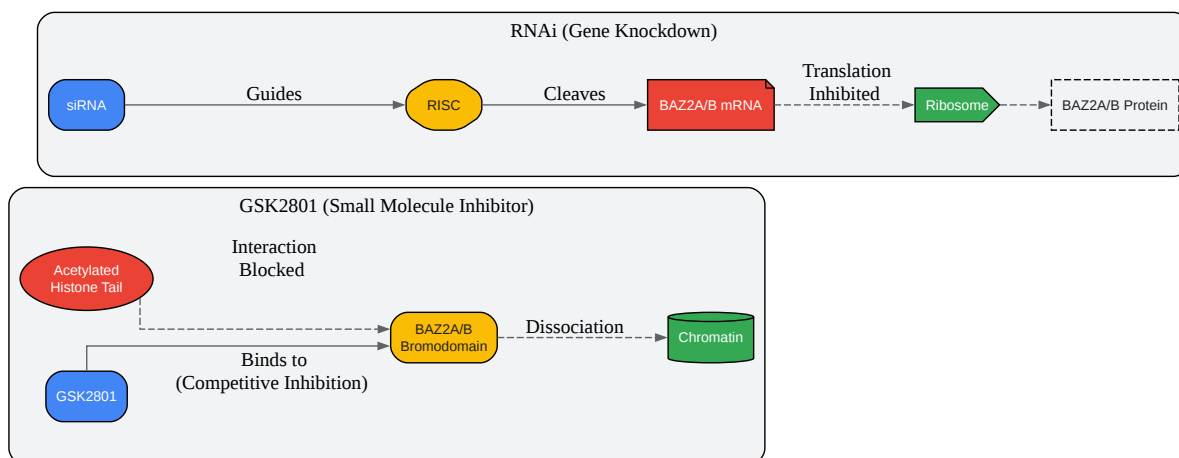 RNAi (Gene Knockdown)
siRNA
Guides
RISC
Cleaves
BAZ2A/B mRNA
Translation
Inhibited
Ribosome
BAZ2A/B Protein
GSK2801 (Small Molecule Inhibitor)
Interaction
Blocked
Acetylated
Histone Tail
BAZ2A/B
Bromodomain
Dissociation
Chromatin
Binds to
(Competitive Inhibition)
GSK2801